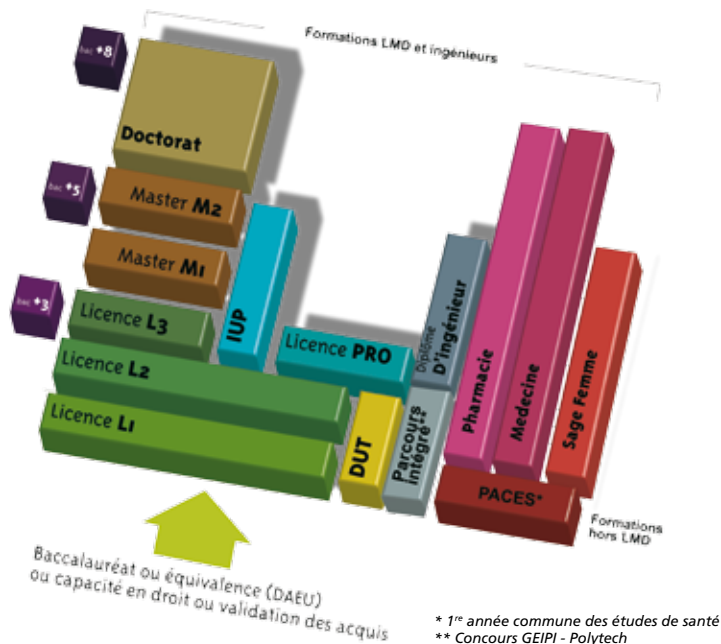 Formations LMD et ingénieurs
bac +8
Doctorat
bac +5
Master M2
Master M1
bac +3
Licence L3
IUP
Licence L2
Licence PRO
Licence L1
DUT
Diplôme
D'ingénieur
Parcours
intégré**
Pharmacie
Medecine
Sage Femme
PACES*
Formations
hors LMD
Baccalauréat ou équivalence (DAEU)
ou capacité en droit ou validation des acquis
* 1re année commune des études de santé
** Concours GEIPI - Polytech